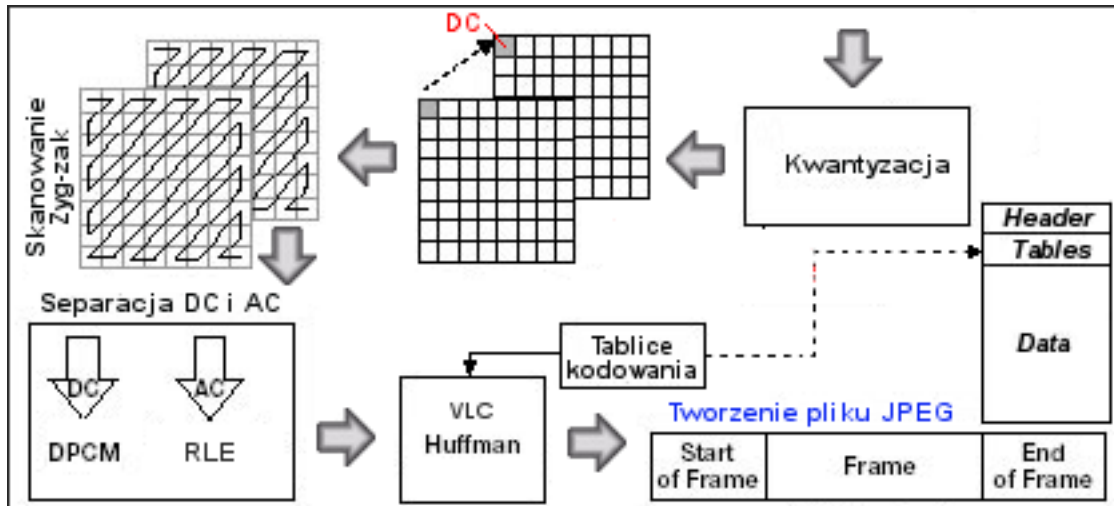 DC
Kwantyzacja
Skanowanie
Zyg-zak
Header
Tables
Data
Separacja DC i AC
DC
AC
DPCM
RLE
Tablice
kodowania
VLC
Huffman
Tworzenie pliku JPEG
Start
of Frame
Frame
End
of Frame